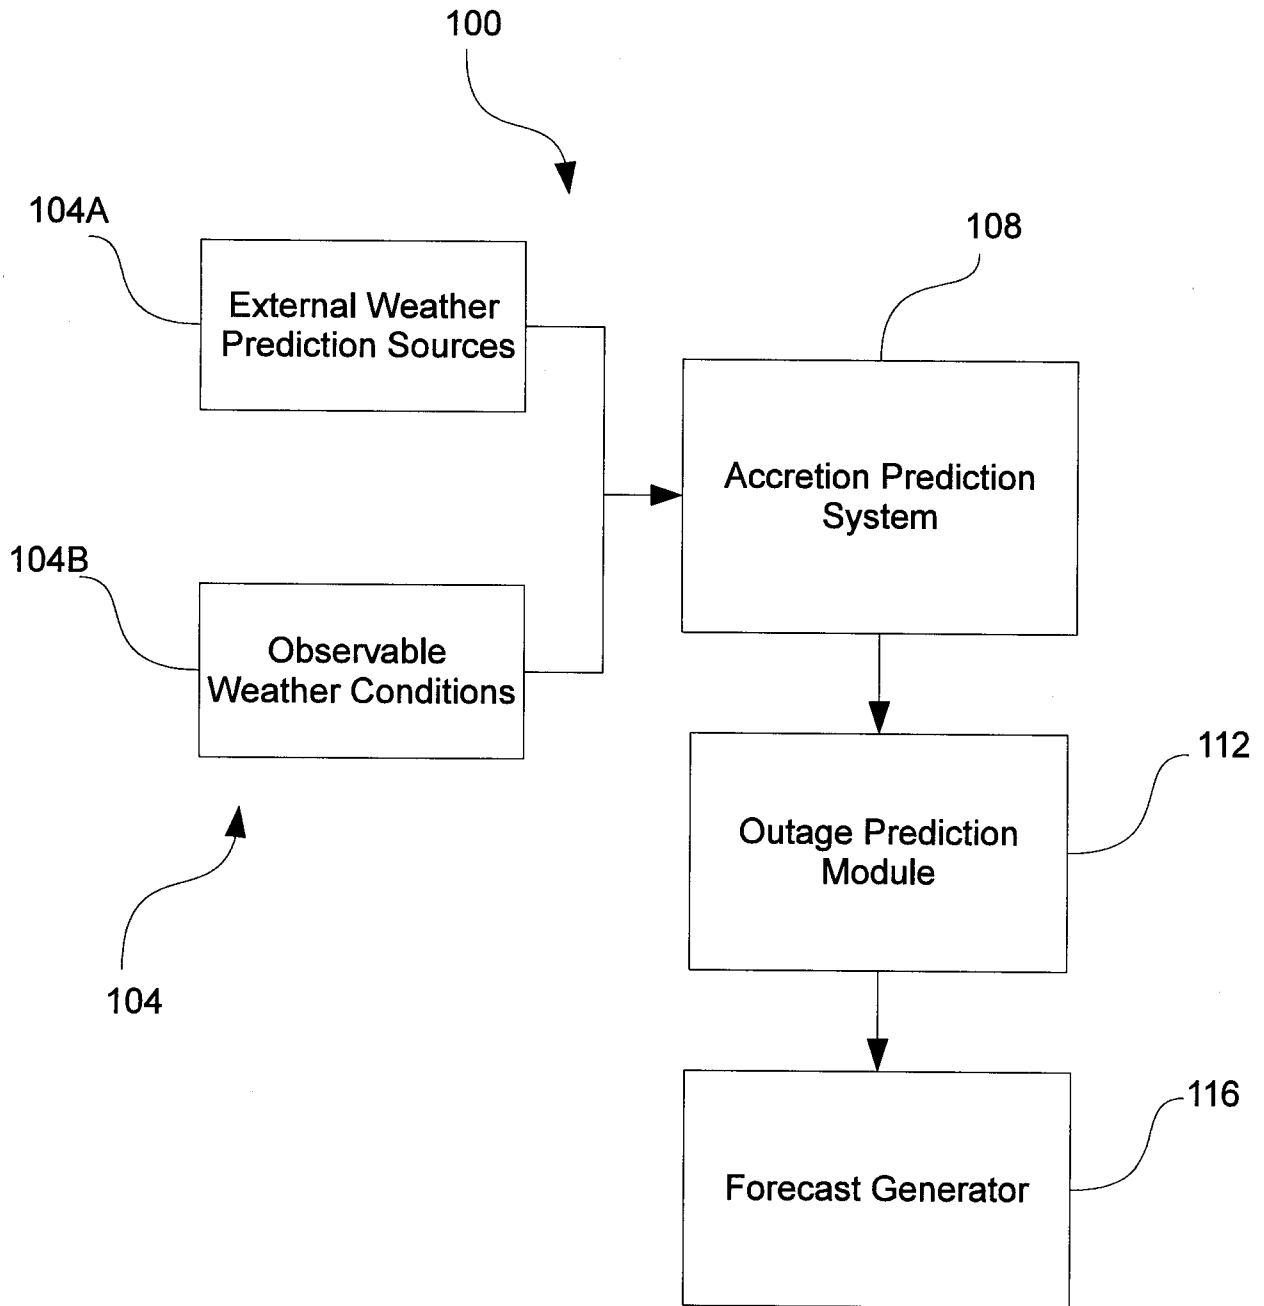 100
104A
External Weather
Prediction Sources
108
Accretion Prediction
System
104B
Observable
Weather Conditions
104
112
Outage Prediction
Module
116
Forecast Generator